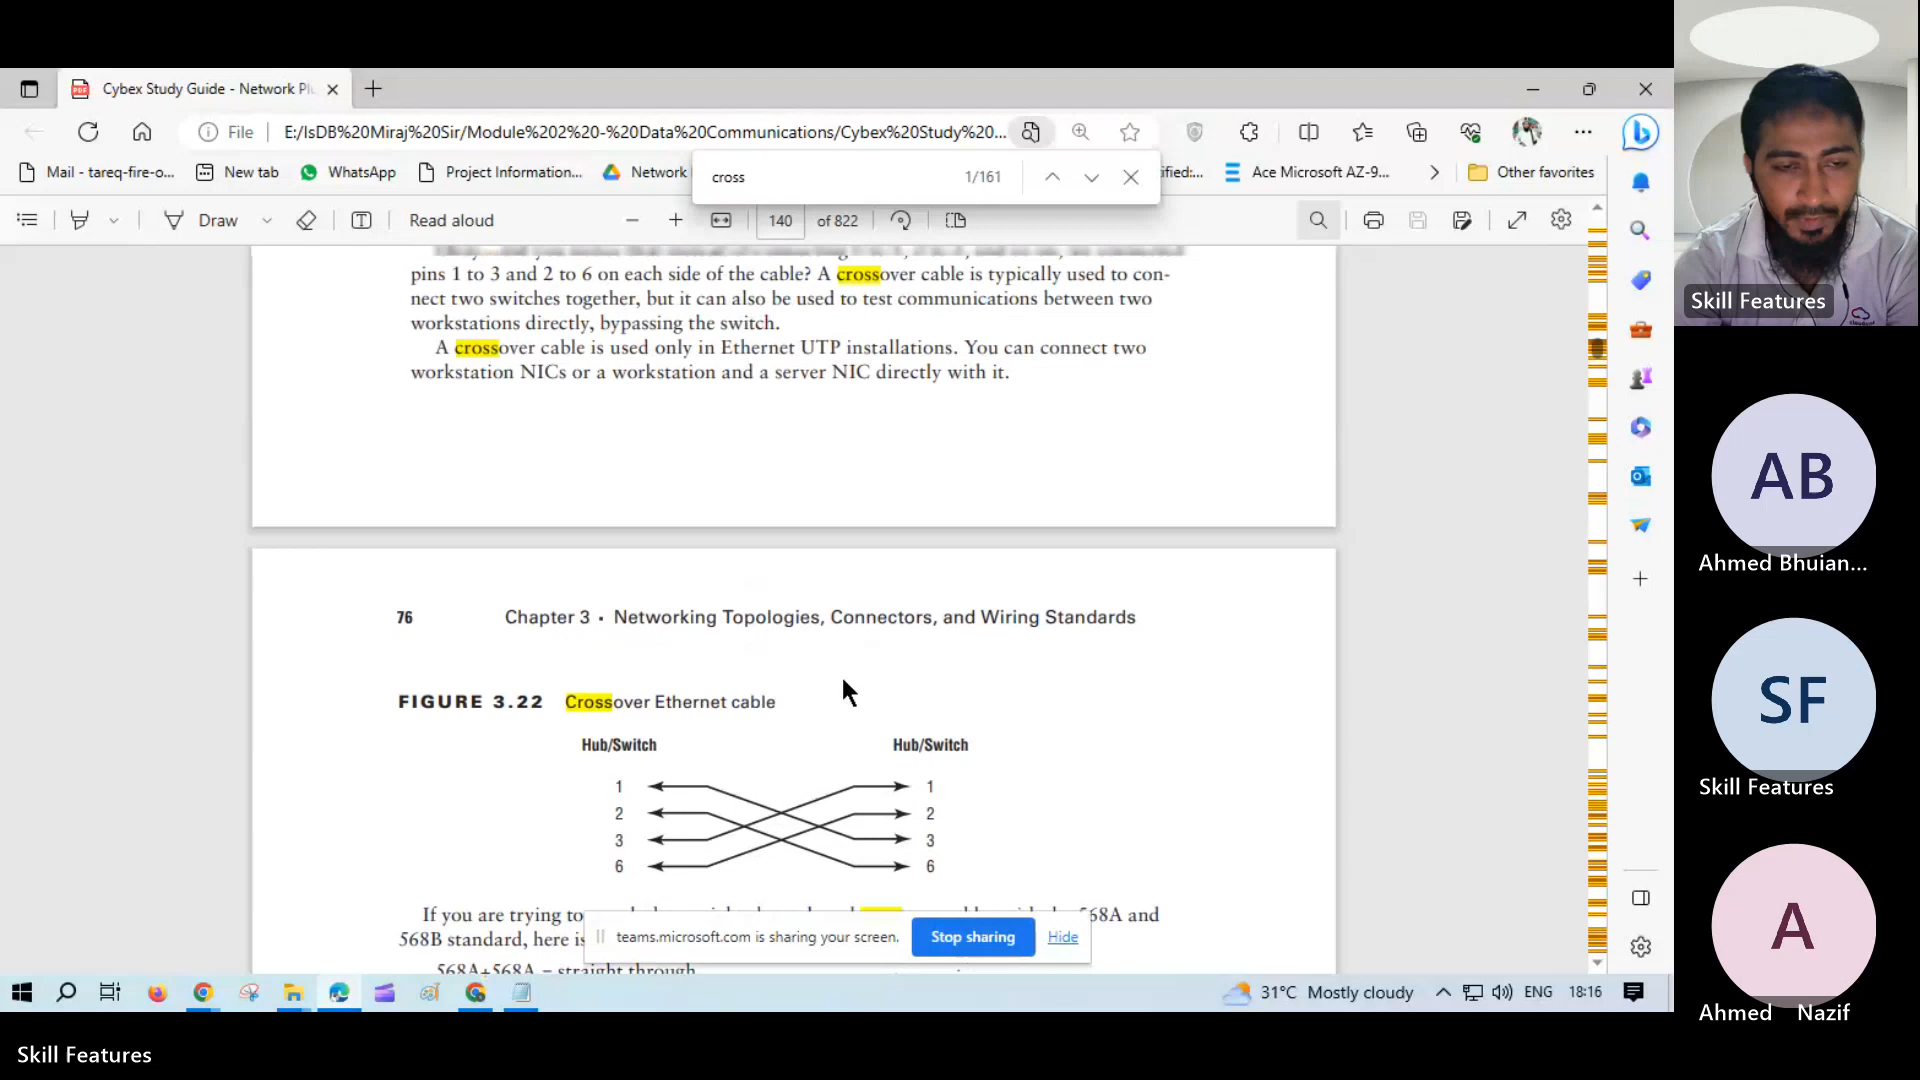 Cybex Study Guide - Network Pl
File
E:/IsDB%20Miraj%20Sir/Module%202%20-%20Data%20Communications/Cybex%20Study%20...
Mail - tareq-fire-o...
New tab
WhatsApp
Project Information...
Network
cross
1/161
ified:...
Ace Microsoft AZ-9...
Other favorites
Draw
Read aloud
140
of 822
pins 1 to 3 and 2 to 6 on each side of the cable? A crossover cable is typically used to con-
nect two switches together, but it can also be used to test communications between two
workstations directly, bypassing the switch.
A crossover cable is used only in Ethernet UTP installations. You can connect two
workstation NICs or a workstation and a server NIC directly with it.
76
Chapter 3 • Networking Topologies, Connectors, and Wiring Standards
FIGURE 3.22 Crossover Ethernet cable
Hub/Switch Hub/Switch
1 1
2 2
3 3
6 6
If you are trying to
568A and
568B standard, here is
568A+568A = straight through
teams.microsoft.com is sharing your screen.
Stop sharing
Hide
31°C Mostly cloudy
ENG
18:16
Skill Features
AB
Ahmed Bhuian...
SF
Skill Features
A
Ahmed Nazif
Skill Features